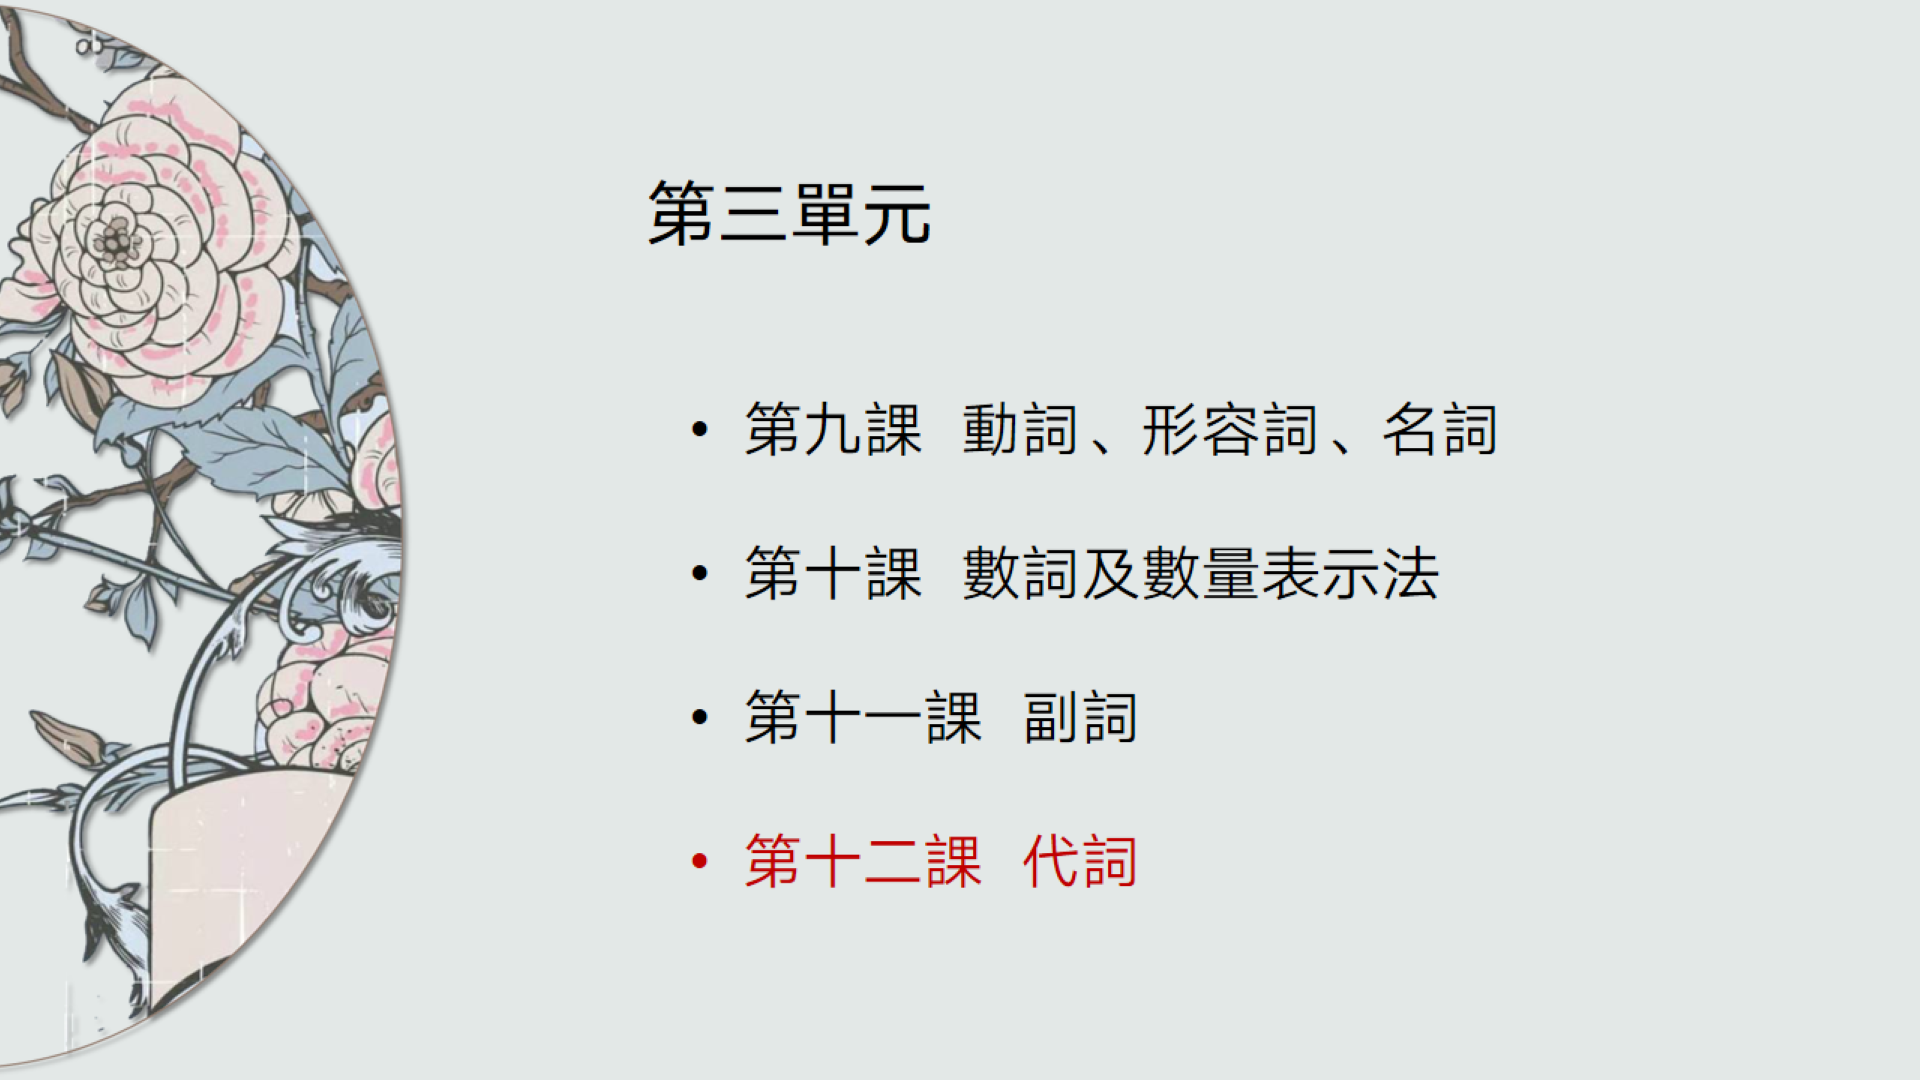 第三單元
• 第九課 動詞、形容詞、名詞
• 第十課 數詞及數量表示法
• 第十一課 副詞
• 第十二課 代詞